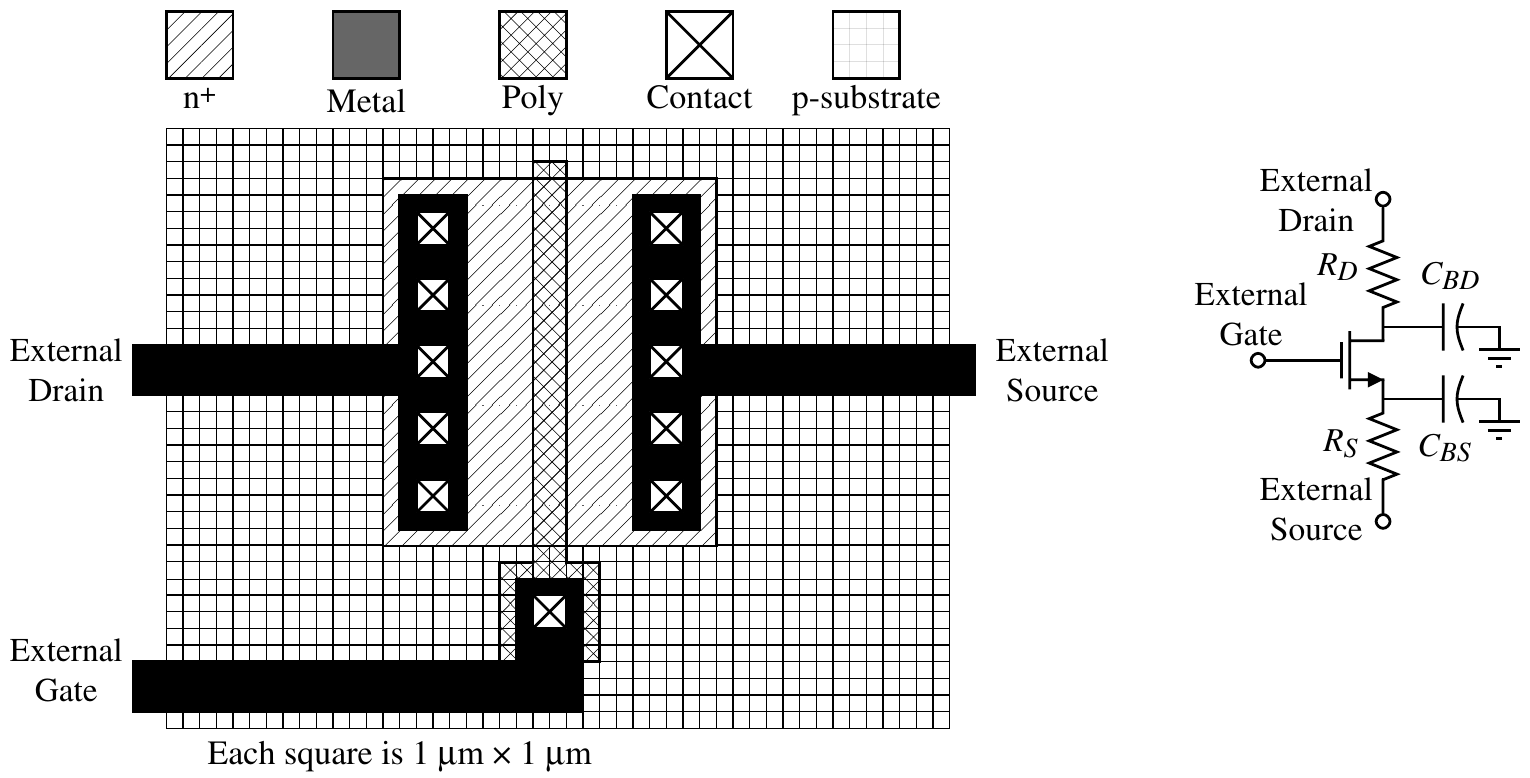 n+
Metal
Poly
Contact
p-substrate
External
Drain
External
Source
External
Gate
Each square is 1 μm × 1 μm
External
Drain
R_D
C_BD
External
Gate
R_S
C_BS
External
Source